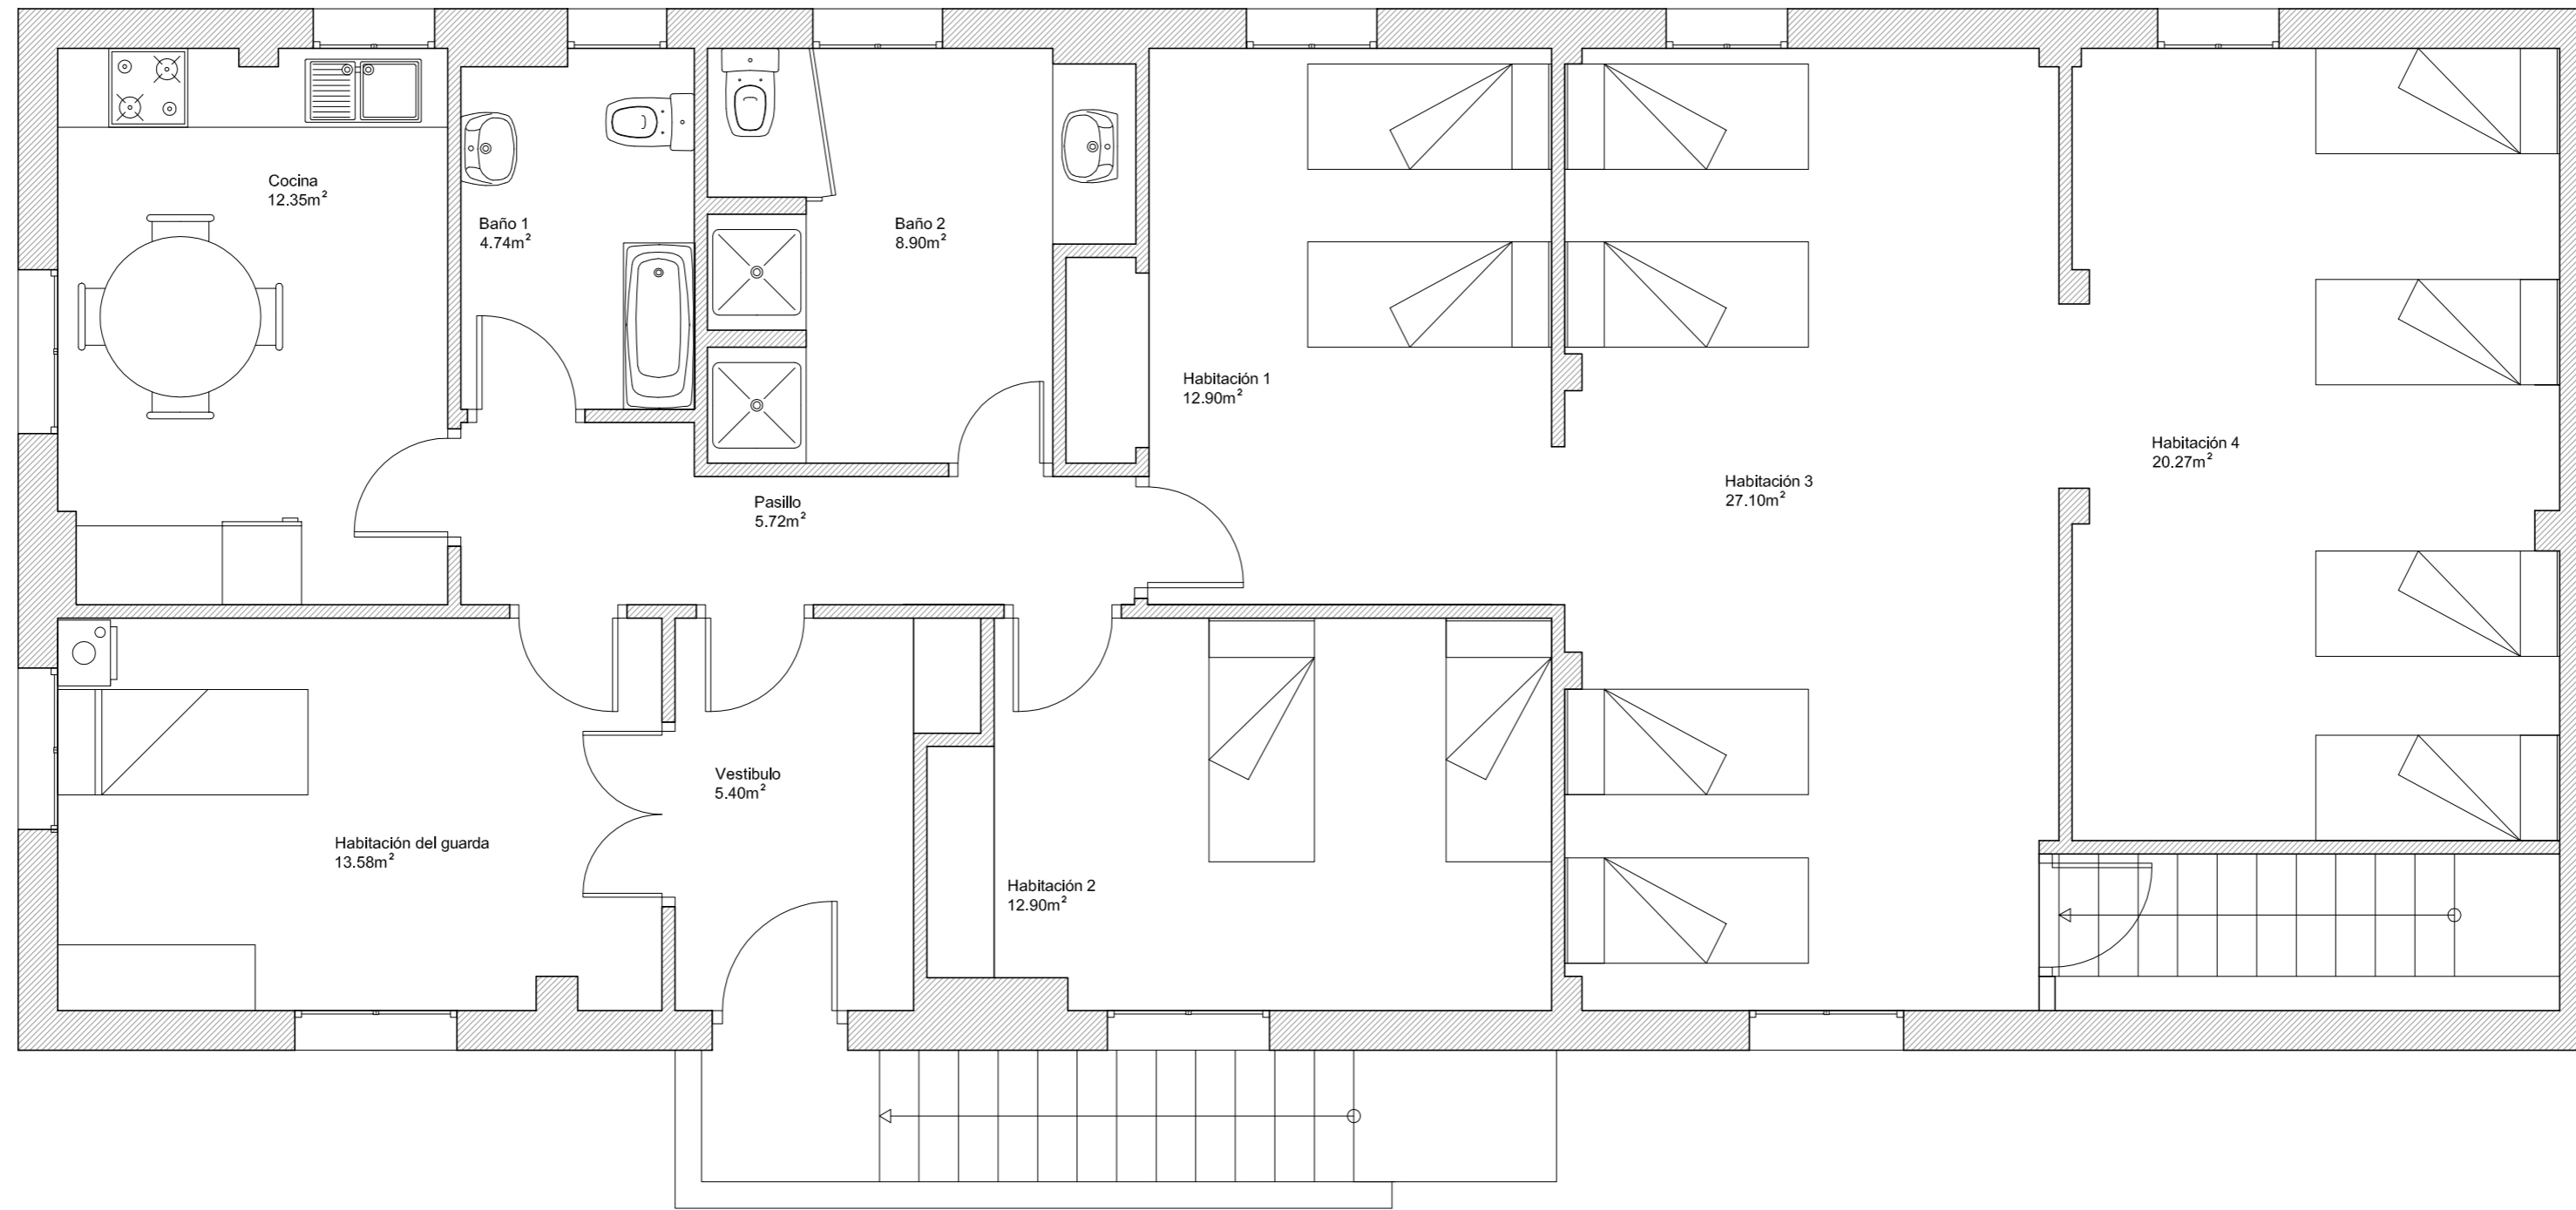 Cocina
12.35m²
Baño 1
4.74m²
Baño 2
8.90m²
Habitación 1
12.90m²
Habitación 3
27.10m²
Habitación 4
20.27m²
Pasillo
5.72m²
Vestibulo
5.40m²
Habitación del guarda
13.58m²
Habitación 2
12.90m²